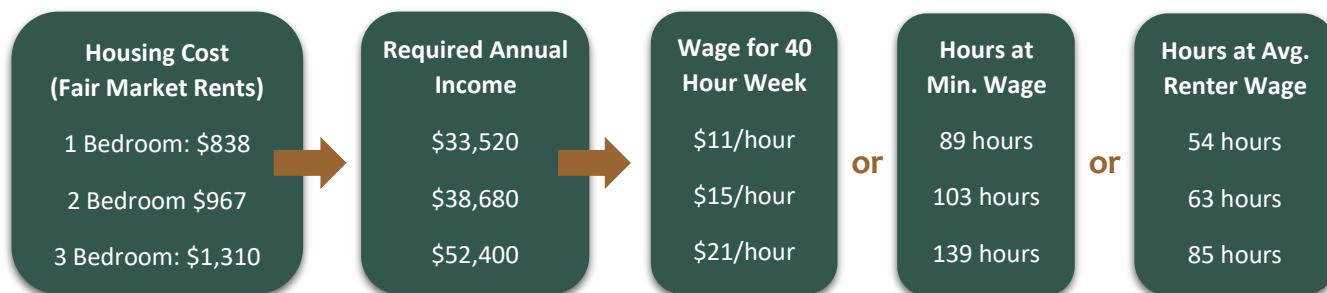 Housing Cost
(Fair Market Rents)
1 Bedroom: $838
2 Bedroom $967
3 Bedroom: $1,310
Required Annual
Income
$33,520
$38,680
$52,400
Wage for 40
Hour Week
$11/hour
$15/hour
$21/hour
or
Hours at
Min. Wage
89 hours
103 hours
139 hours
or
Hours at Avg.
Renter Wage
54 hours
63 hours
85 hours